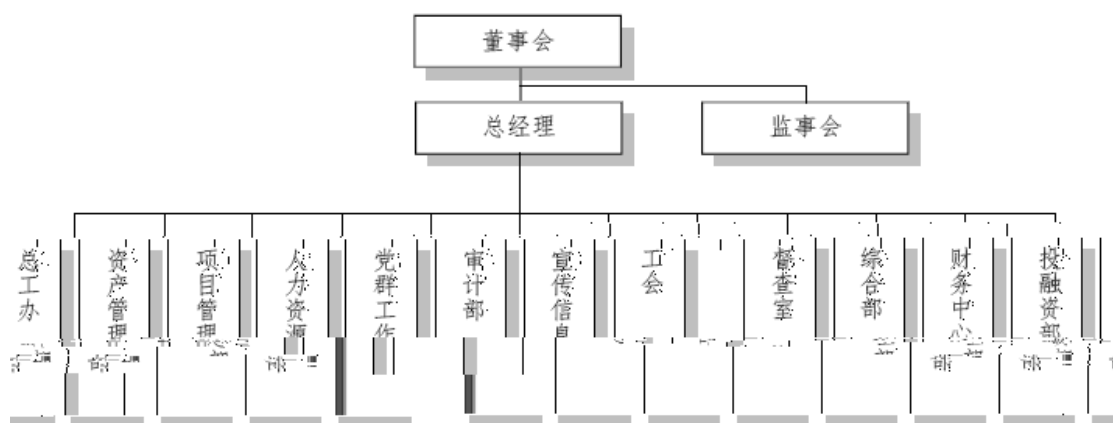 董事会
总经理
监事会
总工办
资产管理
项目管理
人力资源
党群工作
审计部
宣传信息
工会
督查室
综合部
财务中心
投融资部